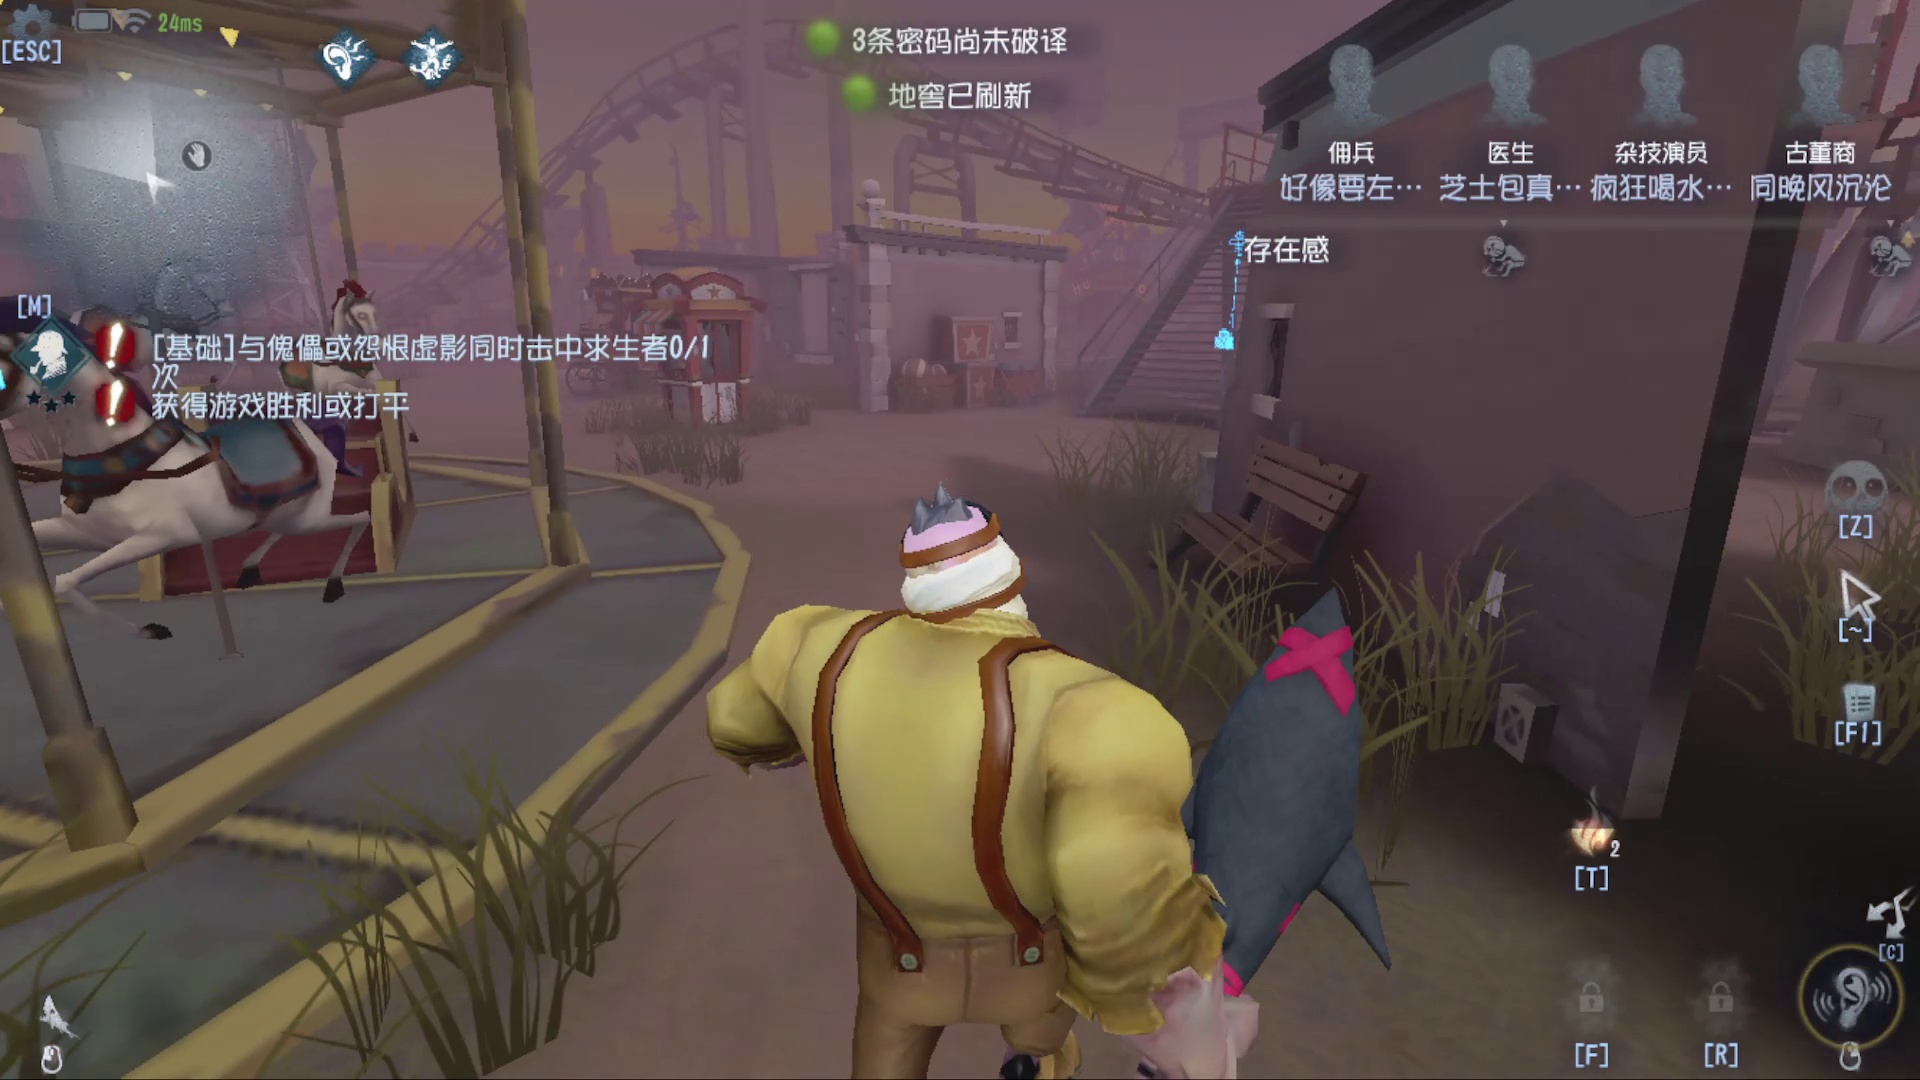 24ms
[ESC]
3条密码尚未破译
地窖已刷新
佣兵 医生 杂技演员 古董商
好像要左… 芝士包真… 疯狂喝水… 同晚风沉沦
存在感
[M]
[基础]与傀儡或怨恨虚影同时击中求生者0/1
次
获得游戏胜利或打平
[Z]
[~]
[F1]
2
[T]
[C]
[F]
[R]